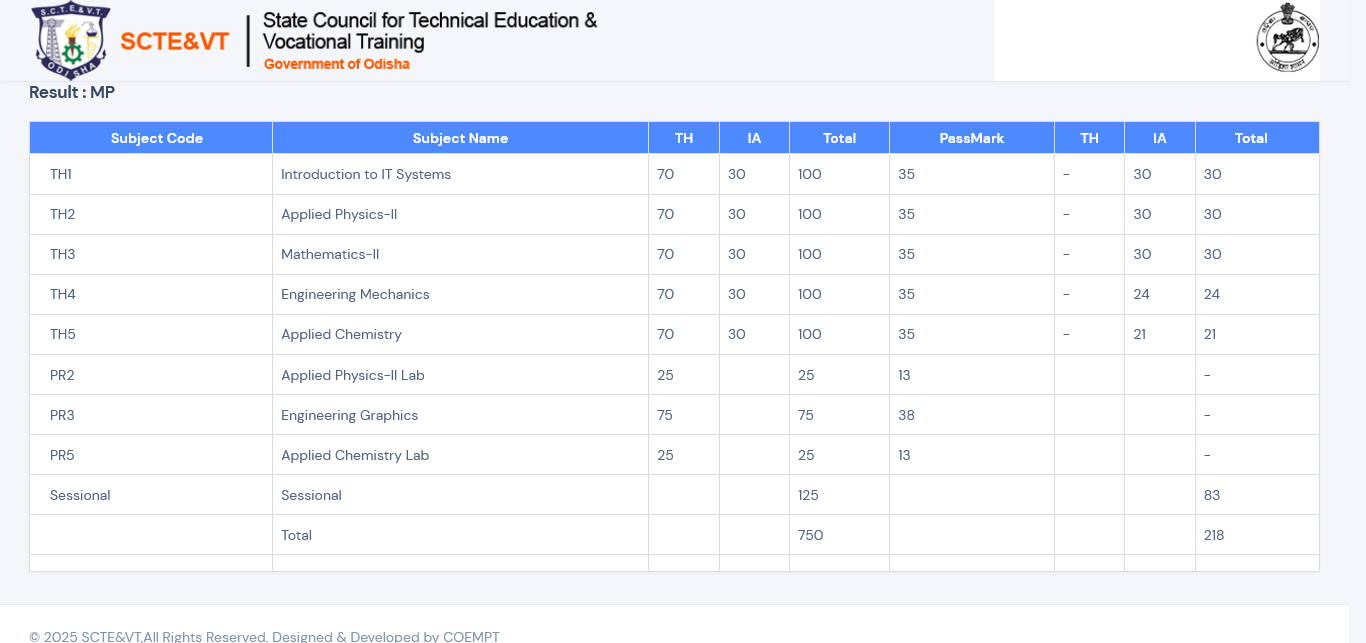 S.C.T.E.&V.T.
ODISHA
SCTE&VT
State Council for Technical Education &
Vocational Training
Government of Odisha
Result : MP
Subject Code Subject Name TH IA Total PassMark TH IA Total
TH1 Introduction to IT Systems 70 30 100 35 - 30 30
TH2 Applied Physics-II 70 30 100 35 - 30 30
TH3 Mathematics-II 70 30 100 35 - 30 30
TH4 Engineering Mechanics 70 30 100 35 - 24 24
TH5 Applied Chemistry 70 30 100 35 - 21 21
PR2 Applied Physics-II Lab 25 25 13 -
PR3 Engineering Graphics 75 75 38 -
PR5 Applied Chemistry Lab 25 25 13 -
Sessional Sessional 125 83
Total 750 218
© 2025 SCTE&VT,All Rights Reserved. Designed & Developed by COEMPT